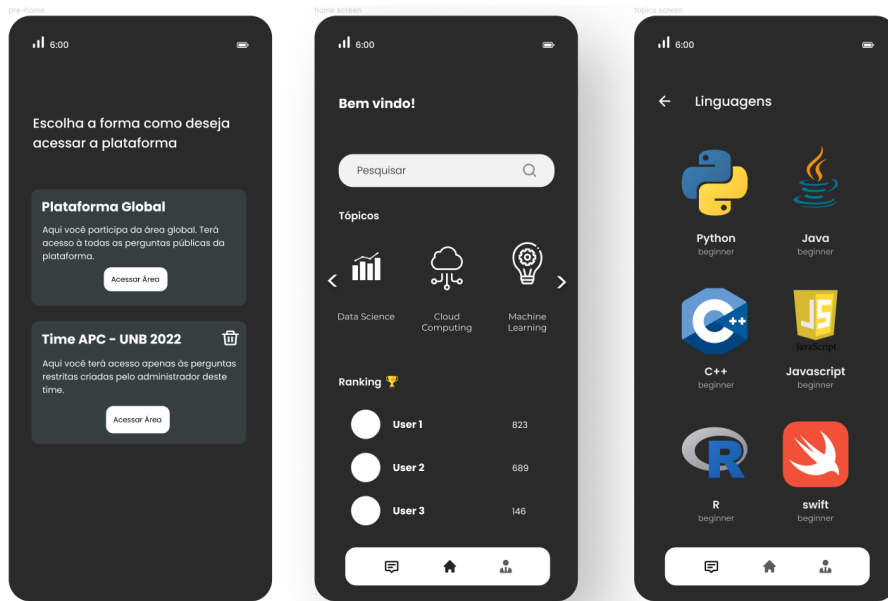 pre-home
6:00
Escolha a forma como deseja
acessar a plataforma
Plataforma Global
Aqui você participa da área global. Terá
acesso à todas as perguntas públicas da
plataforma.
Acessar Área
Time APC - UNB 2022
Aqui você terá acesso apenas às perguntas
restritas criadas pelo administrador deste
time.
Acessar Área
home screen
6:00
Bem vindo!
Pesquisar
Tópicos
Data Science
Cloud
Computing
Machine
Learning
Ranking
User 1
823
User 2
689
User 3
146
topics screen
6:00
Linguagens
Python
beginner
Java
beginner
C++
C++
beginner
JS
JavaScript
Javascript
beginner
R
R
beginner
swift
beginner